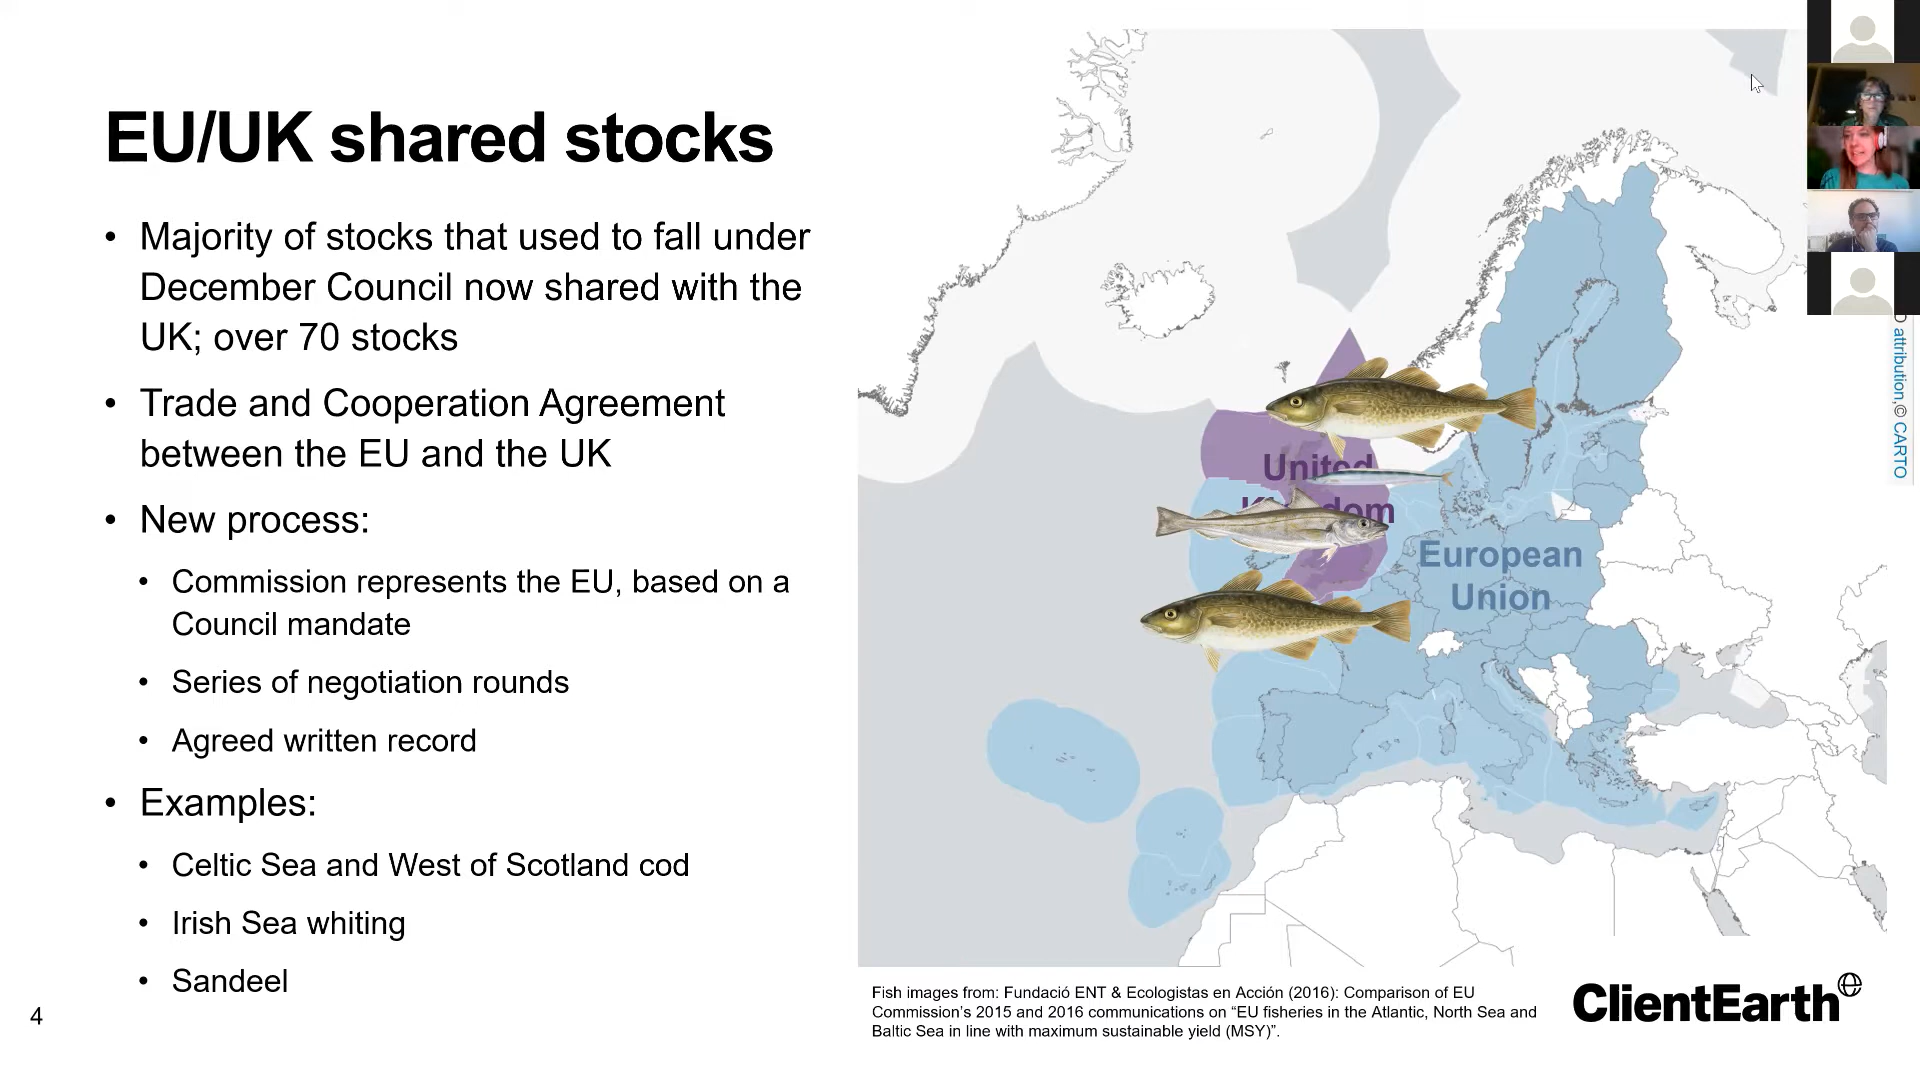 EU/UK shared stocks
• Majority of stocks that used to fall under
December Council now shared with the
UK; over 70 stocks
• Trade and Cooperation Agreement
between the EU and the UK
• New process:
• Commission represents the EU, based on a
Council mandate
• Series of negotiation rounds
• Agreed written record
• Examples:
• Celtic Sea and West of Scotland cod
• Irish Sea whiting
• Sandeel
4
United
European
Union
attribution,© CARTO
Fish images from: Fundació ENT & Ecologistas en Acción (2016): Comparison of EU
Commission's 2015 and 2016 communications on "EU fisheries in the Atlantic, North Sea and
Baltic Sea in line with maximum sustainable yield (MSY)".
ClientEarth